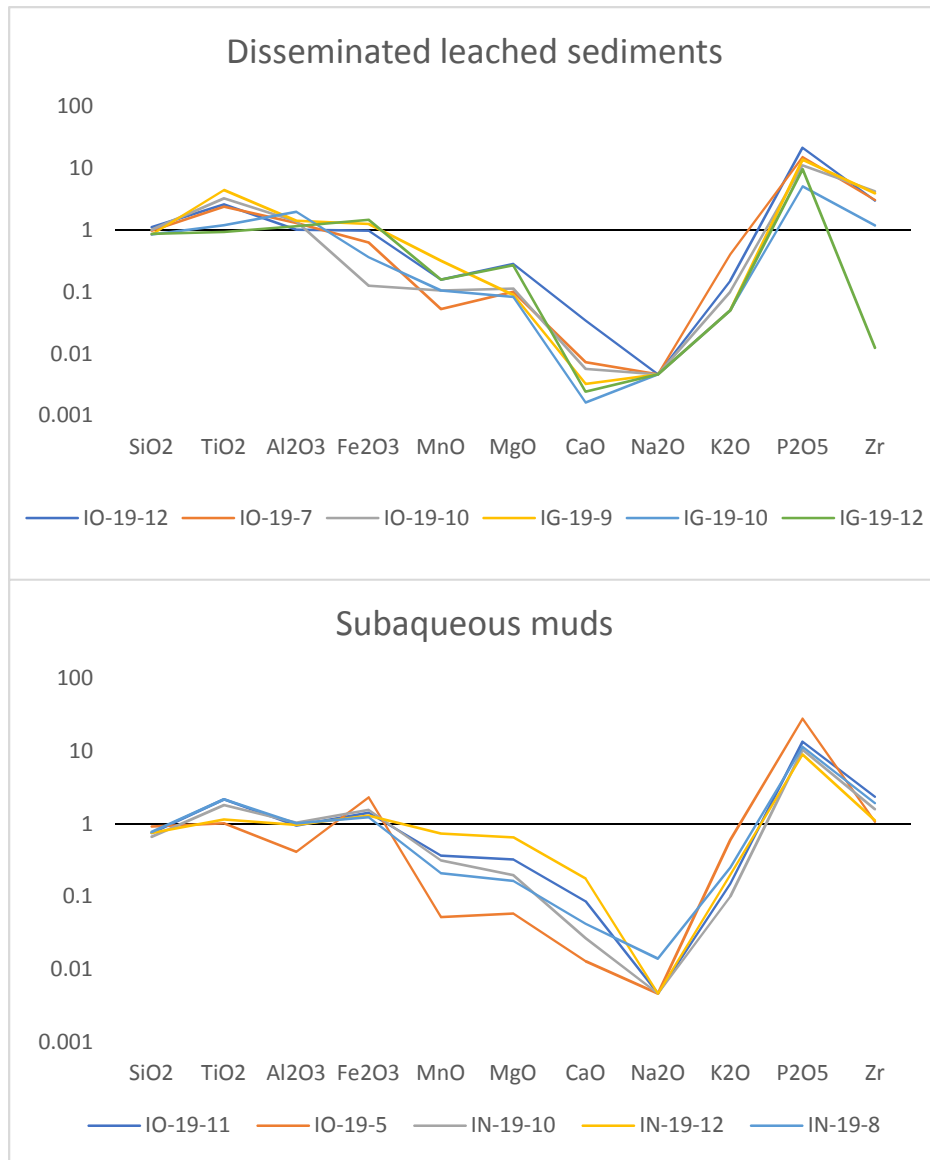 Disseminated leached sediments
100
10
1
0.1
0.01
0.001
SiO2 TiO2 Al2O3 Fe2O3 MnO MgO CaO Na2O K2O P2O5 Zr
IO-19-12 IO-19-7 IO-19-10 IG-19-9 IG-19-10 IG-19-12
Subaqueous muds
100
10
1
0.1
0.01
0.001
SiO2 TiO2 Al2O3 Fe2O3 MnO MgO CaO Na2O K2O P2O5 Zr
IO-19-11 IO-19-5 IN-19-10 IN-19-12 IN-19-8